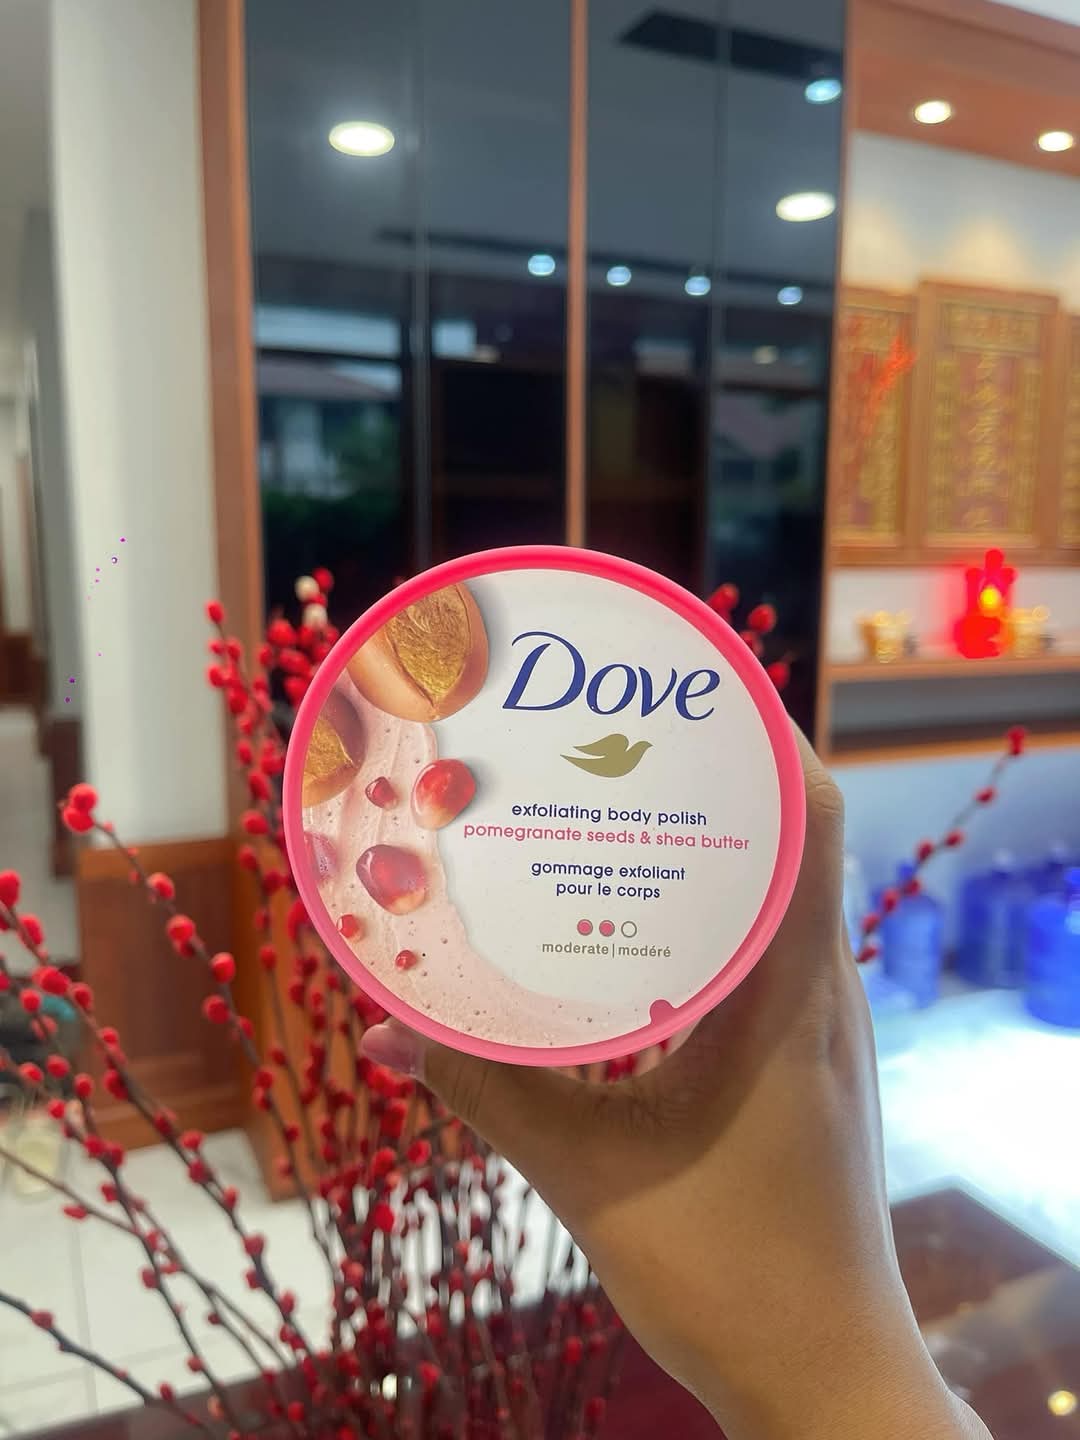 Dove
exfoliating body polish
pomegranate seeds & shea butter
gommage exfoliant
pour le corps
moderate | modéré